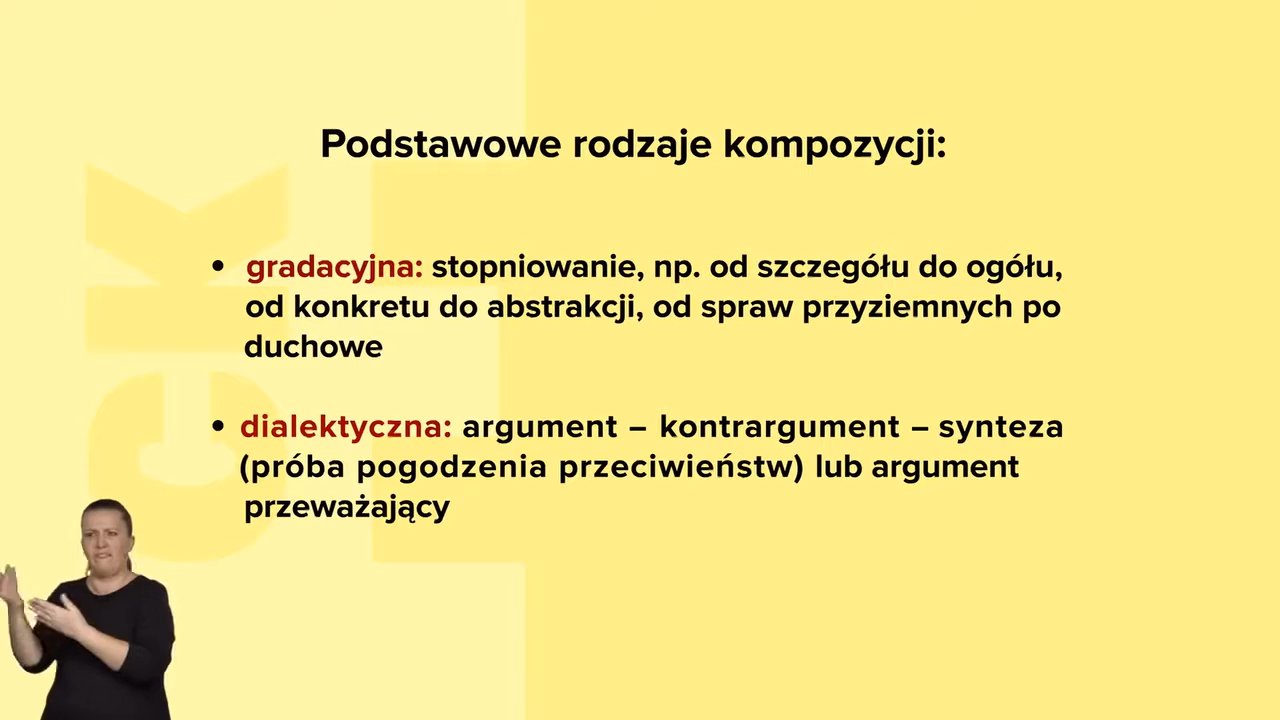 Podstawowe rodzaje kompozycji:
• gradacyjna: stopniowanie, np. od szczegółu do ogółu,
od konkretu do abstrakcji, od spraw przyziemnych po
duchowe
• dialektyczna: argument – kontrargument – synteza
(próba pogodzenia przeciwieństw) lub argument
przeważający
cke